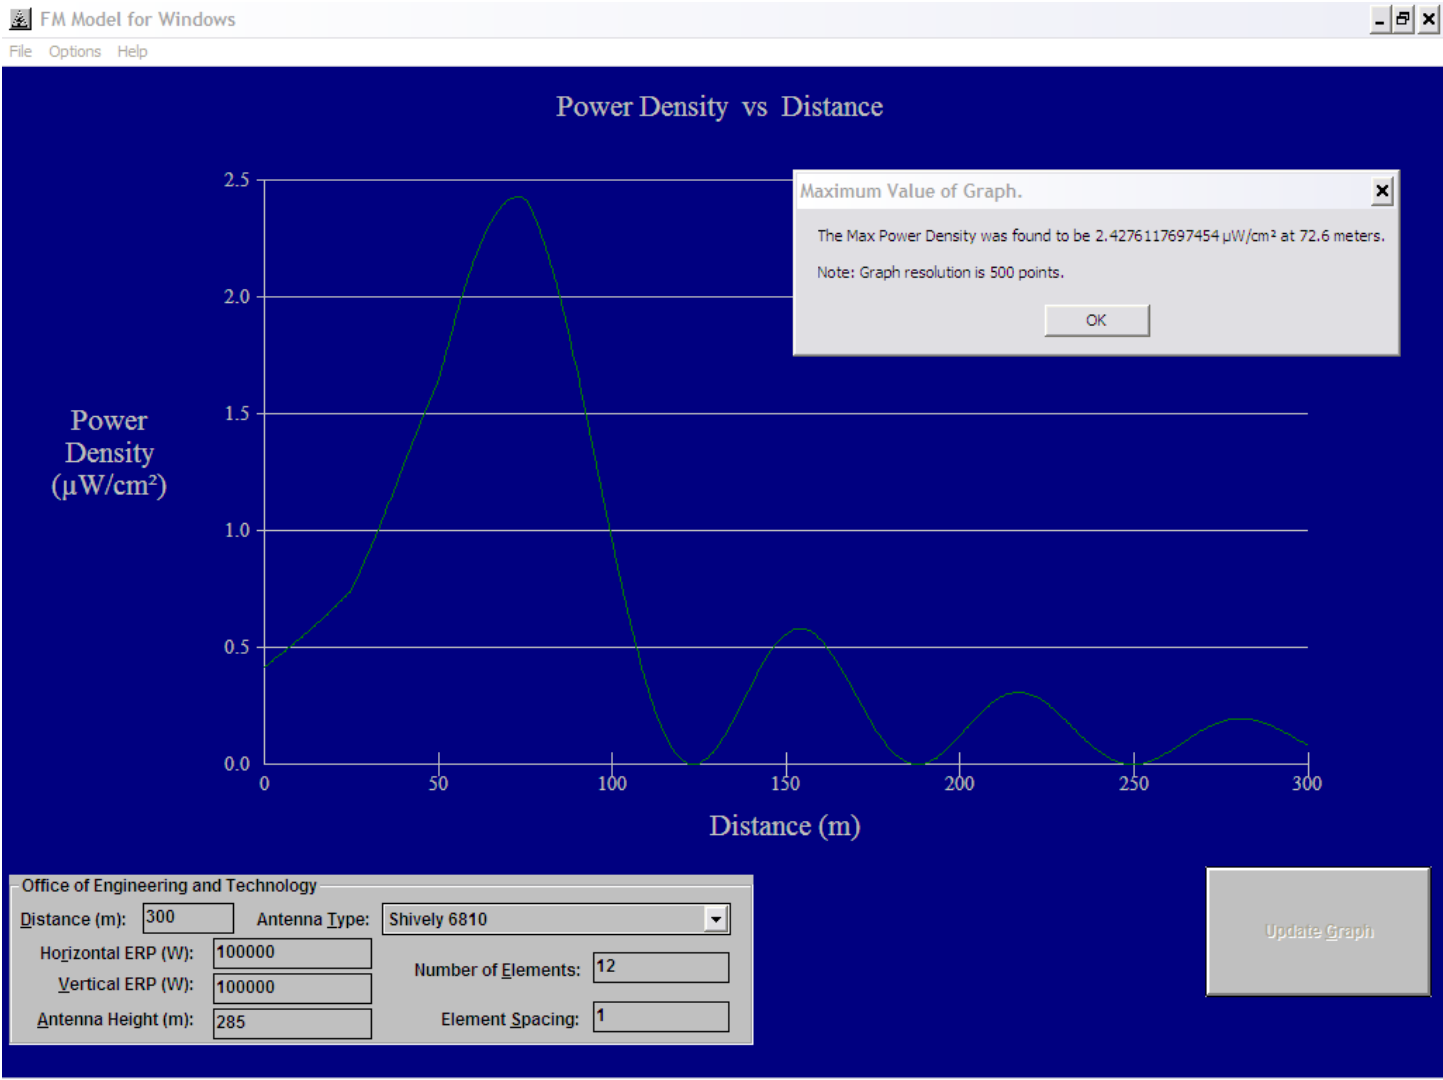 FM Model for Windows
File Options Help
Power Density vs Distance
Maximum Value of Graph.
The Max Power Density was found to be 2.4276117697454 µW/cm² at 72.6 meters.
Note: Graph resolution is 500 points.
OK
Power
Density
(µW/cm²)
2.5
2.0
1.5
1.0
0.5
0.0
0 50 100 150 200 250 300
Distance (m)
Office of Engineering and Technology
Distance (m): 300 Antenna Type: Shively 6810
Horizontal ERP (W): 100000
Vertical ERP (W): 100000
Antenna Height (m): 285
Number of Elements: 12
Element Spacing: 1
Update Graph